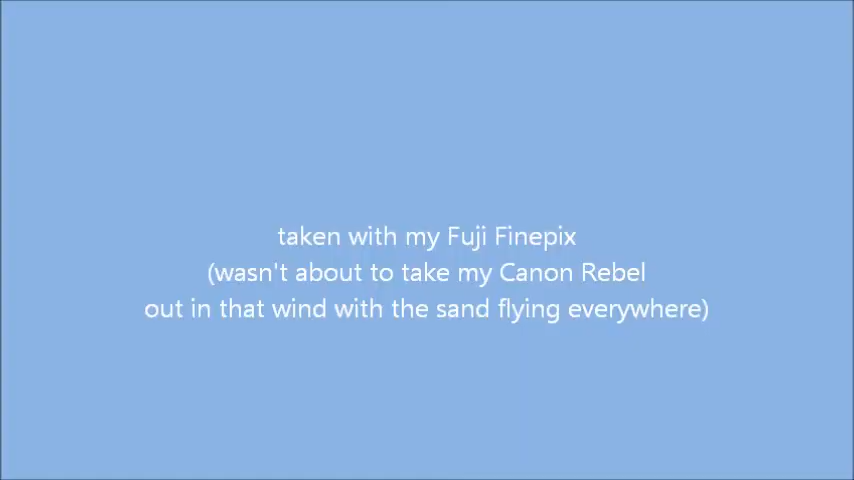 taken with my Fuji Finepix
(wasn't about to take my Canon Rebel
out in that wind with the sand flying everywhere)